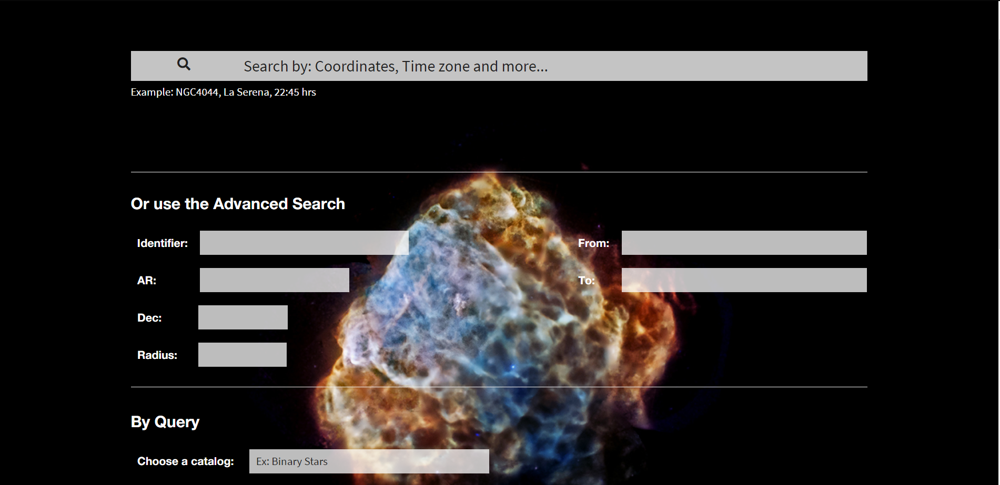 Search by: Coordinates, Time zone and more...
Example: NGC4044, La Serena, 22:45 hrs
Or use the Advanced Search
Identifier:
From:
AR:
To:
Dec:
Radius:
By Query
Choose a catalog: Ex: Binary Stars